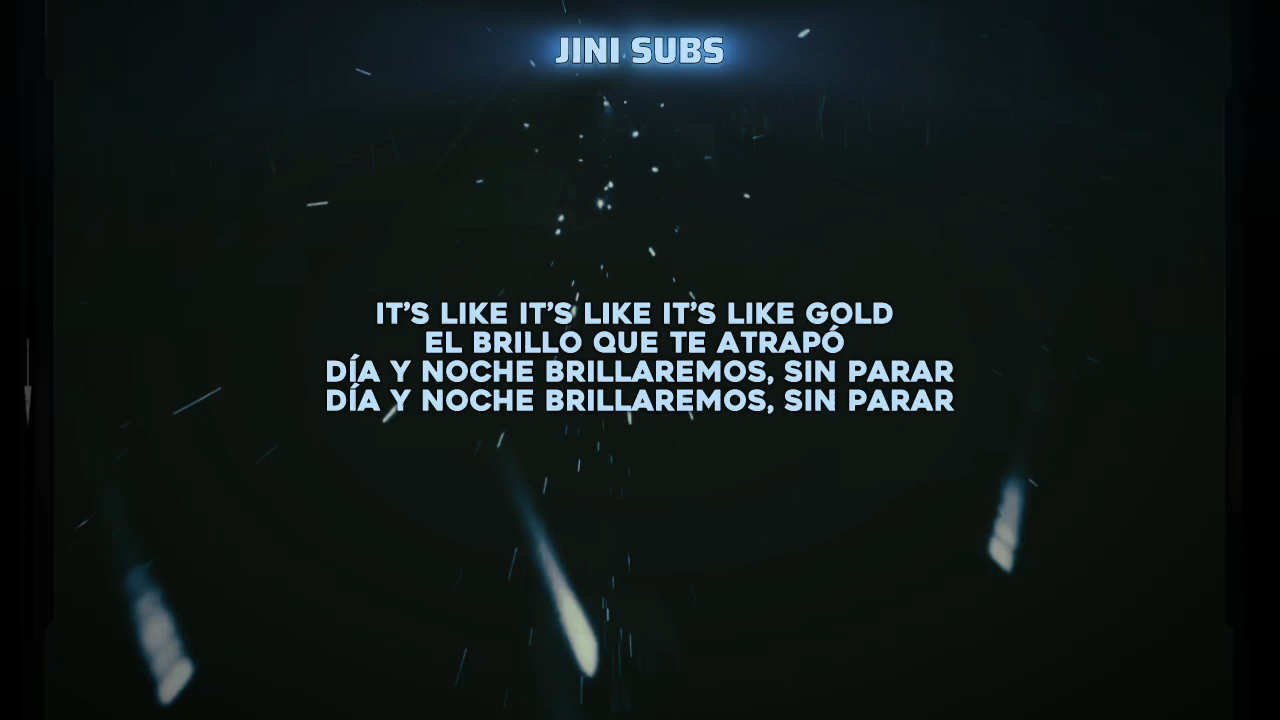 JINI SUBS
IT'S LIKE IT'S LIKE IT'S LIKE GOLD
EL BRILLO QUE TE ATRAPÓ
DÍA Y NOCHE BRILLAREMOS, SIN PARAR
DÍA Y NOCHE BRILLAREMOS, SIN PARAR